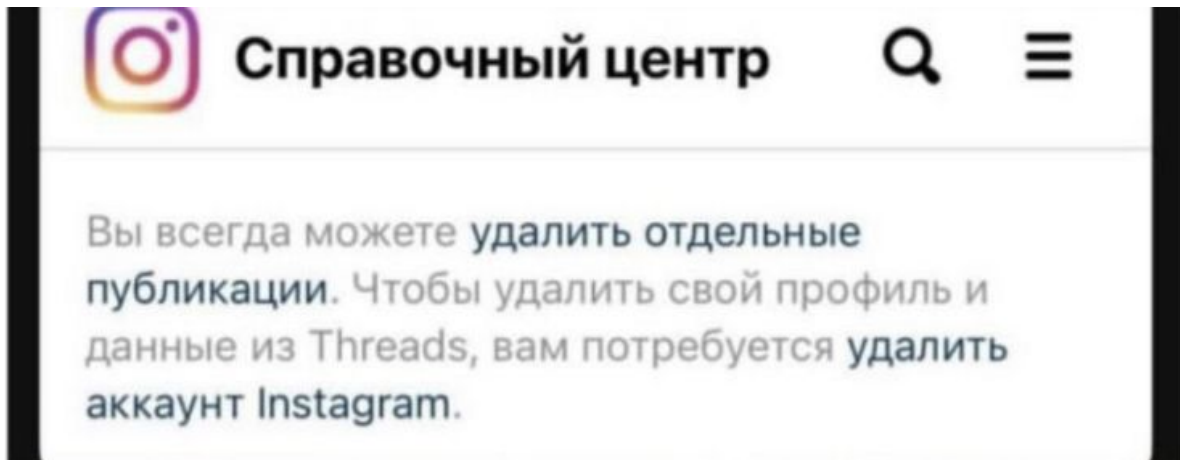 Справочный центр
Вы всегда можете удалить отдельные
публикации. Чтобы удалить свой профиль и
данные из Threads, вам потребуется удалить
аккаунт Instagram.